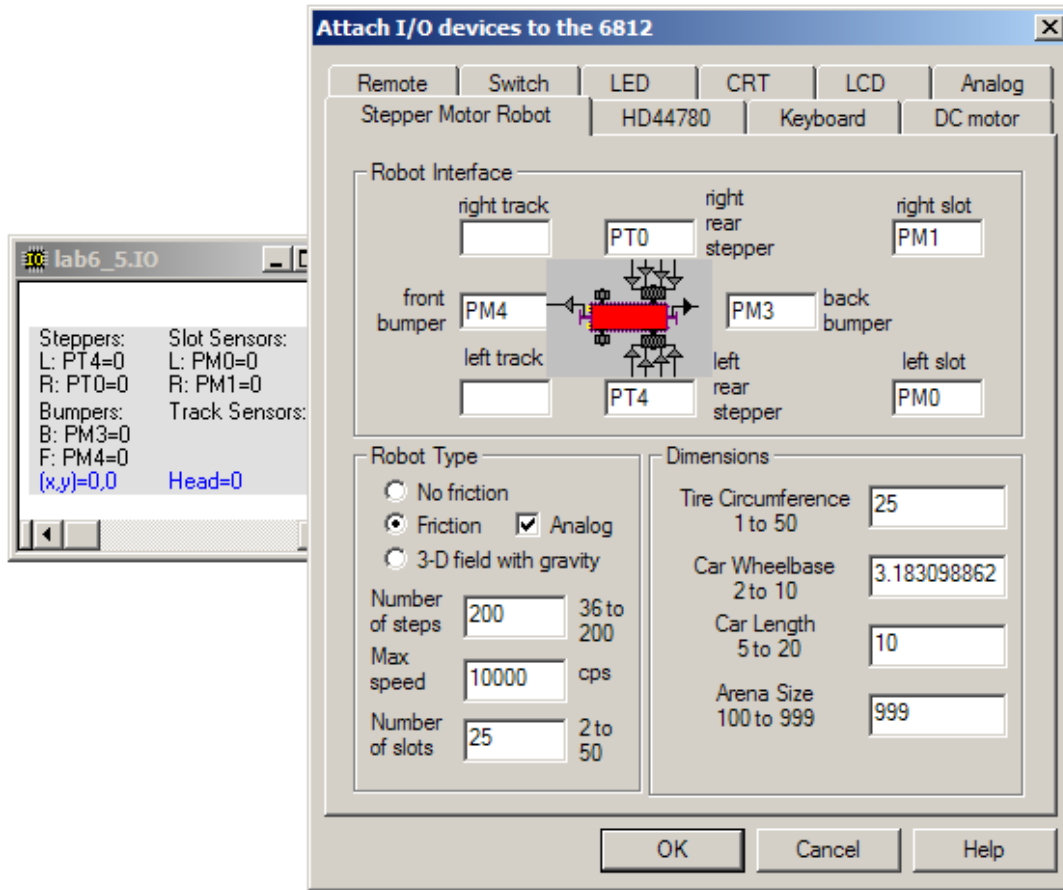 Attach I/O devices to the 6812
Remote
Switch
LED
CRT
LCD
Analog
Stepper Motor Robot
HD44780
Keyboard
DC motor
Robot Interface
right track
PT0
right
rear
stepper
right slot
PM1
front
bumper
PM4
PM3
back
bumper
left track
PT4
left
rear
stepper
left slot
PM0
Robot Type
No friction
Friction
Analog
3-D field with gravity
Number
of steps
200
36 to
200
Max
speed
10000
cps
Number
of slots
25
2 to
50
Dimensions
Tire Circumference
1 to 50
25
Car Wheelbase
2 to 10
3.183098862
Car Length
5 to 20
10
Arena Size
100 to 999
999
OK
Cancel
Help
IO
lab6_5.IO
Steppers:
L: PT4=0
R: PT0=0
Slot Sensors:
L: PM0=0
R: PM1=0
Bumpers:
B: PM3=0
F: PM4=0
Track Sensors:
(x,y)=0,0
Head=0